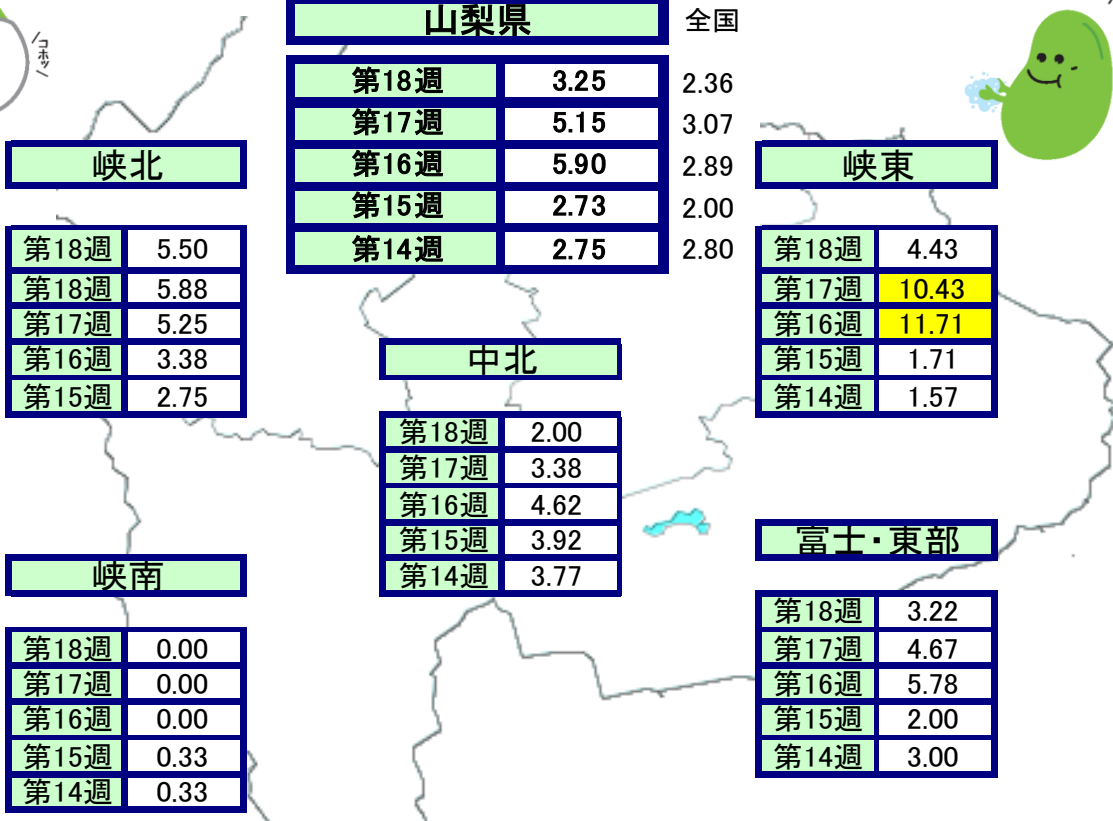 コホッ
山梨県 全国
第18週 3.25 2.36
第17週 5.15 3.07
第16週 5.90 2.89
第15週 2.73 2.00
第14週 2.75 2.80
峡北
第18週 5.50
第18週 5.88
第17週 5.25
第16週 3.38
第15週 2.75
峡東
第18週 4.43
第17週 10.43
第16週 11.71
第15週 1.71
第14週 1.57
中北
第18週 2.00
第17週 3.38
第16週 4.62
第15週 3.92
第14週 3.77
峡南
第18週 0.00
第17週 0.00
第16週 0.00
第15週 0.33
第14週 0.33
富士・東部
第18週 3.22
第17週 4.67
第16週 5.78
第15週 2.00
第14週 3.00